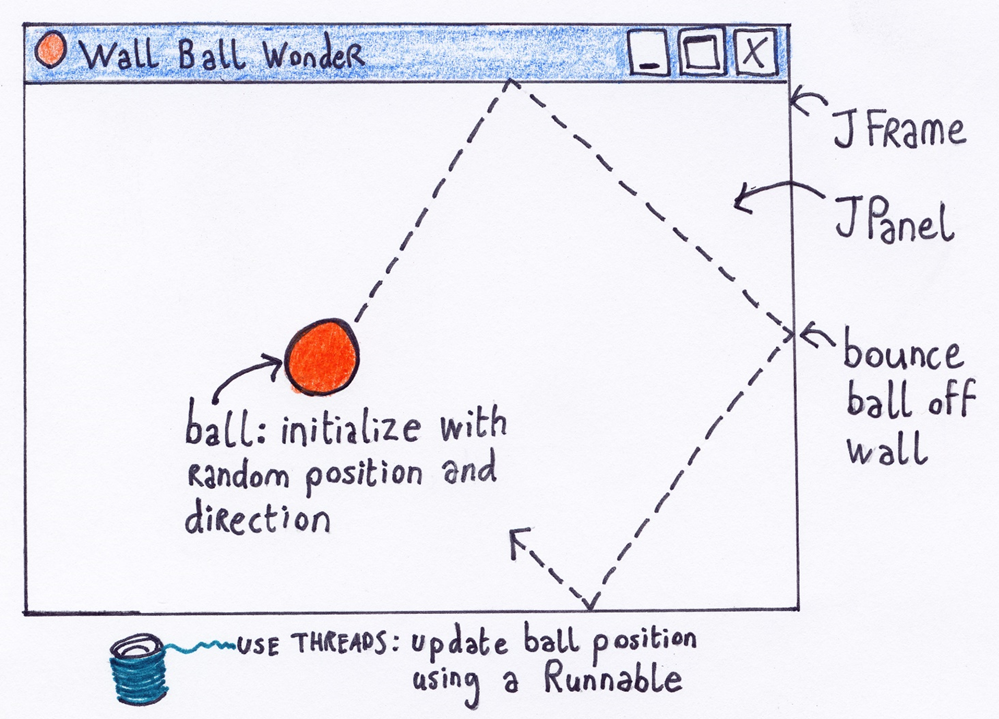 Wall Ball Wonder
X
JFrame
JPanel
bounce
ball off
wall
ball: initialize with
random position and
direction
USE THREADS: update ball position
using a Runnable